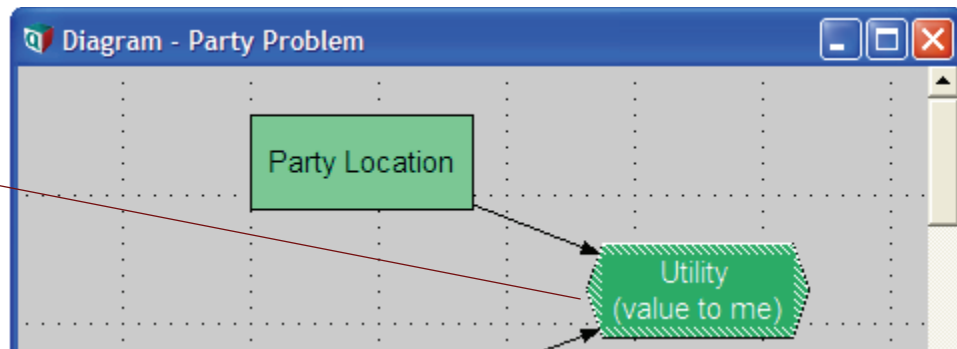 Diagram - Party Problem
Party Location
Utility
(value to me)